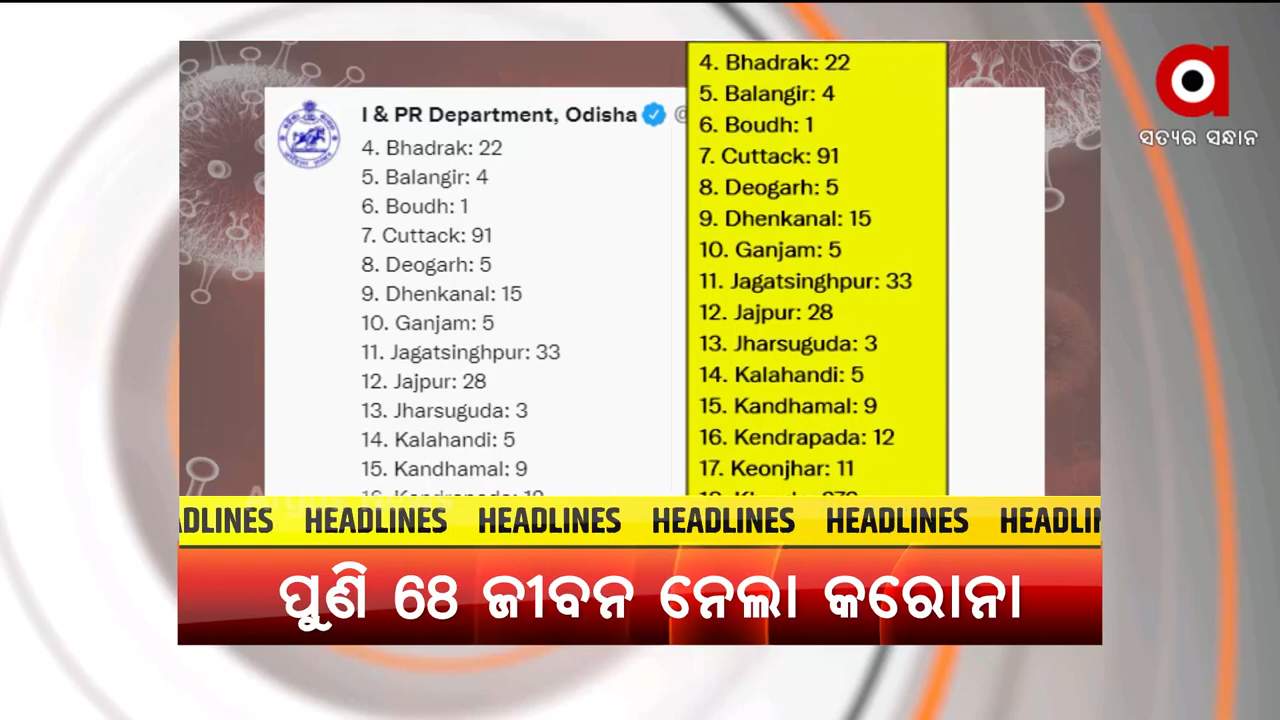 I & PR Department, Odisha
4. Bhadrak: 22
5. Balangir: 4
6. Boudh: 1
7. Cuttack: 91
8. Deogarh: 5
9. Dhenkanal: 15
10. Ganjam: 5
11. Jagatsinghpur: 33
12. Jajpur: 28
13. Jharsuguda: 3
14. Kalahandi: 5
15. Kandhamal: 9
4. Bhadrak: 22
5. Balangir: 4
6. Boudh: 1
7. Cuttack: 91
8. Deogarh: 5
9. Dhenkanal: 15
10. Ganjam: 5
11. Jagatsinghpur: 33
12. Jajpur: 28
13. Jharsuguda: 3
14. Kalahandi: 5
15. Kandhamal: 9
16. Kendrapada: 12
17. Keonjhar: 11
ସତ୍ୟର ସନ୍ଧାନ
ADLINES HEADLINES HEADLINES HEADLINES HEADLINES HEADLIN
ପୁଣି 68 ଜୀବନ ନେଲା କରୋନା